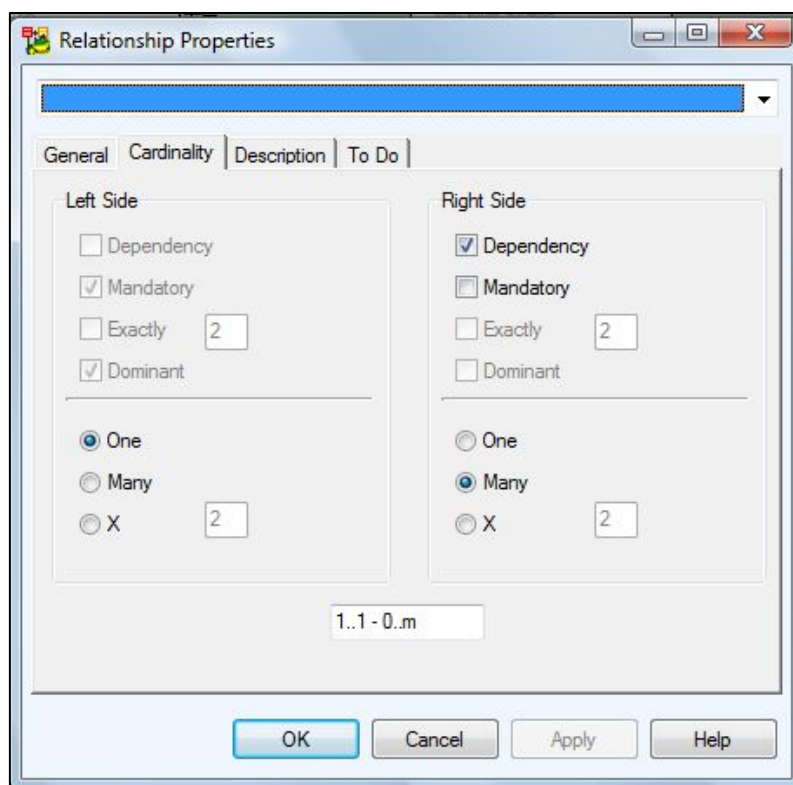 Relationship Properties
General Cardinality Description To Do
Left Side
Dependency
Mandatory
Exactly 2
Dominant
One
Many
X 2
Right Side
Dependency
Mandatory
Exactly 2
Dominant
One
Many
X 2
1..1 - 0..m
OK Cancel Apply Help